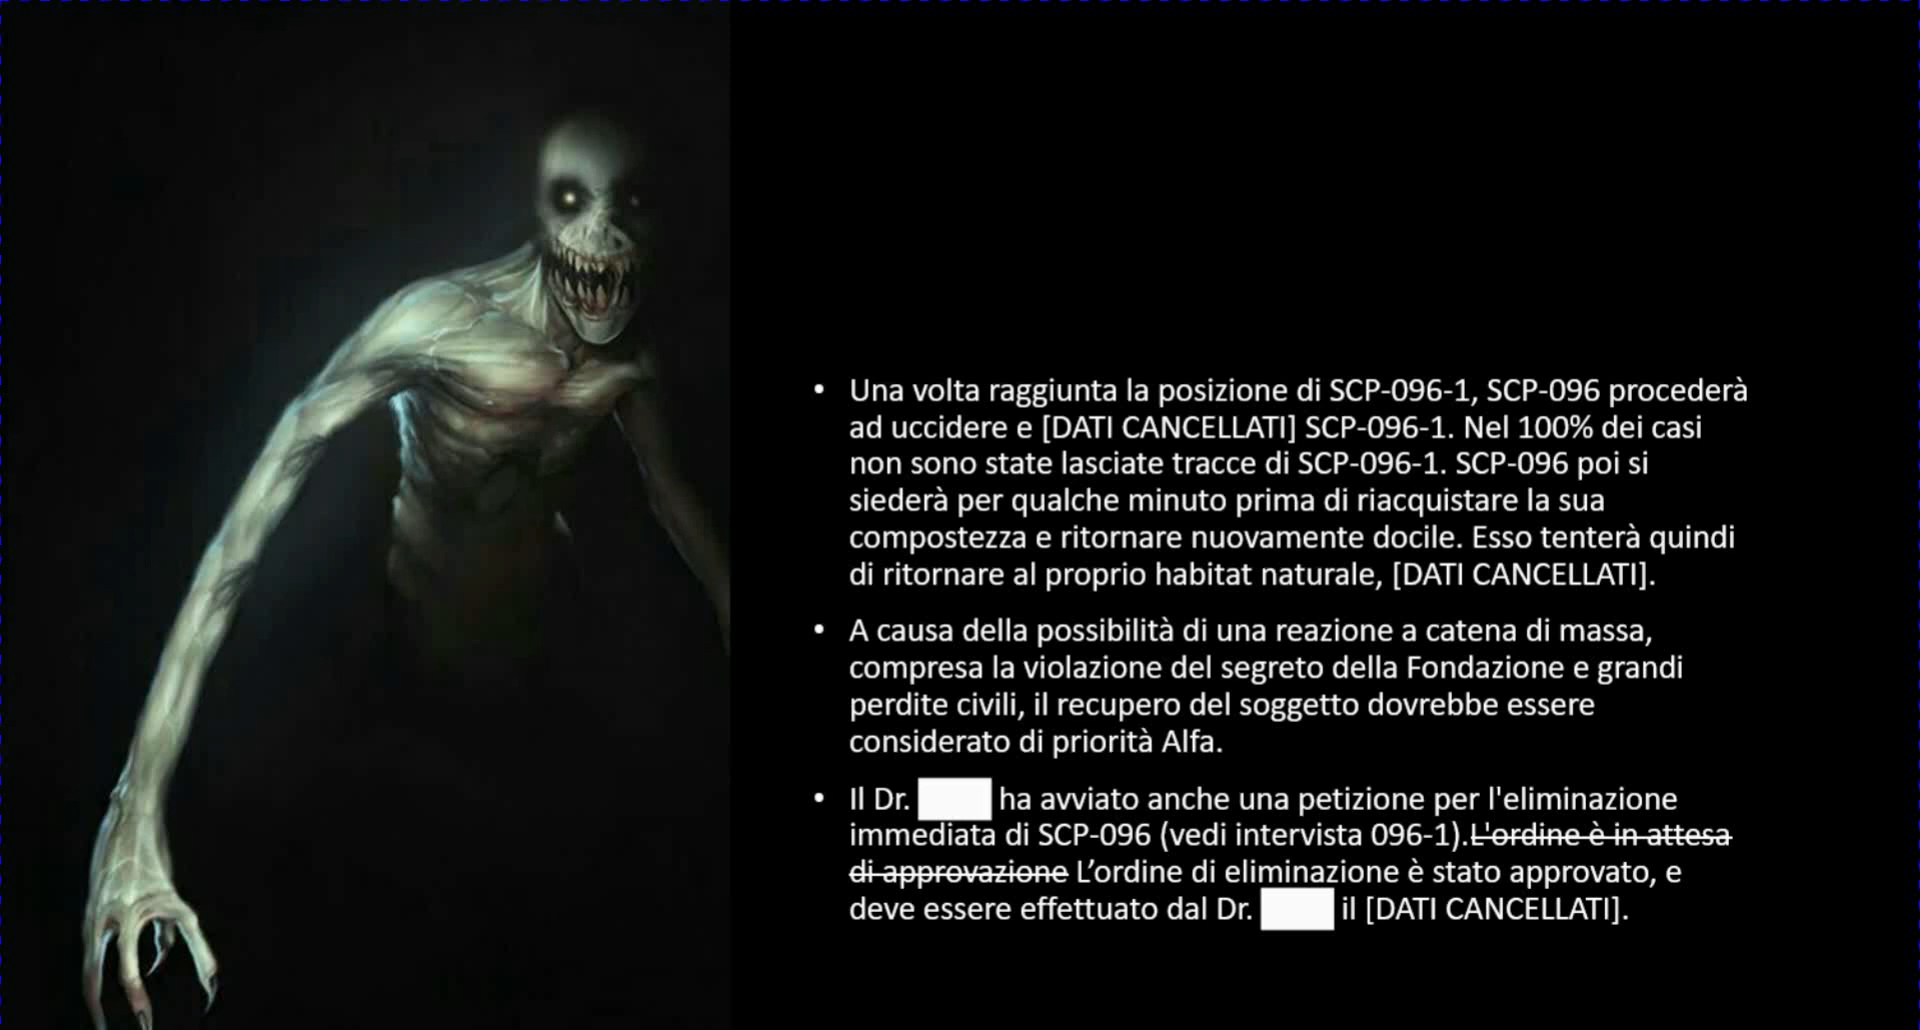 • Una volta raggiunta la posizione di SCP-096-1, SCP-096 procederà
ad uccidere e [DATI CANCELLATI] SCP-096-1. Nel 100% dei casi
non sono state lasciate tracce di SCP-096-1. SCP-096 poi si
siederà per qualche minuto prima di riacquistare la sua
compostezza e ritornare nuovamente docile. Esso tenterà quindi
di ritornare al proprio habitat naturale, [DATI CANCELLATI].
• A causa della possibilità di una reazione a catena di massa,
compresa la violazione del segreto della Fondazione e grandi
perdite civili, il recupero del soggetto dovrebbe essere
considerato di priorità Alfa.
• Il Dr. ha avviato anche una petizione per l'eliminazione
immediata di SCP-096 (vedi intervista 096-1).L'ordine è in attesa
di approvazione L’ordine di eliminazione è stato approvato, e
deve essere effettuato dal Dr. il [DATI CANCELLATI].